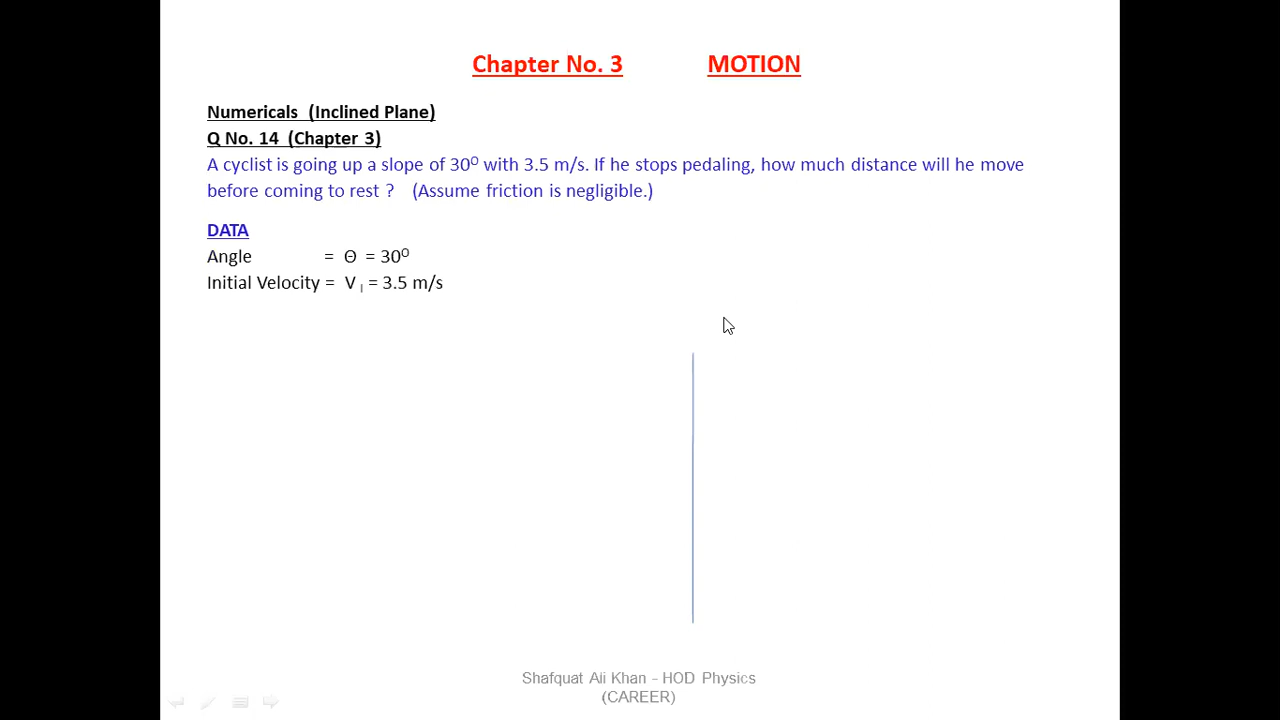 Chapter No. 3 MOTION
Numericals (Inclined Plane)
Q No. 14 (Chapter 3)
A cyclist is going up a slope of 30⁰ with 3.5 m/s. If he stops pedaling, how much distance will he move
before coming to rest ? (Assume friction is negligible.)
DATA
Angle = Θ = 30⁰
Initial Velocity = V I = 3.5 m/s
Shafquat Ali Khan - HOD Physics
(CAREER)